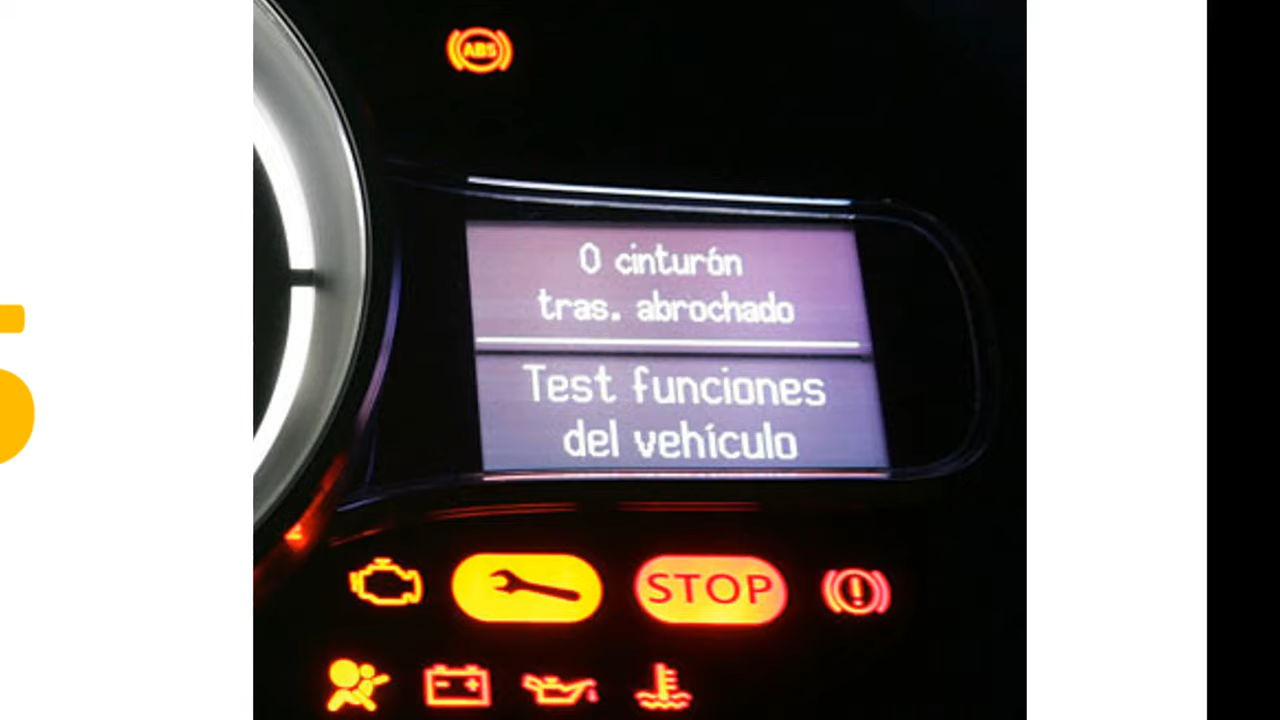 ABS
0 cinturón
tras. abrochado
Test funciones
del vehículo
STOP